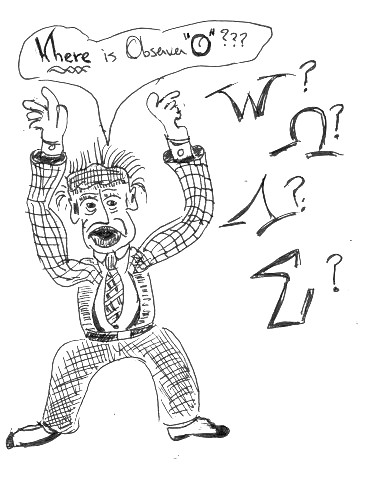 Where is Observer "O" ???
W?
Ω?
Λ?
?